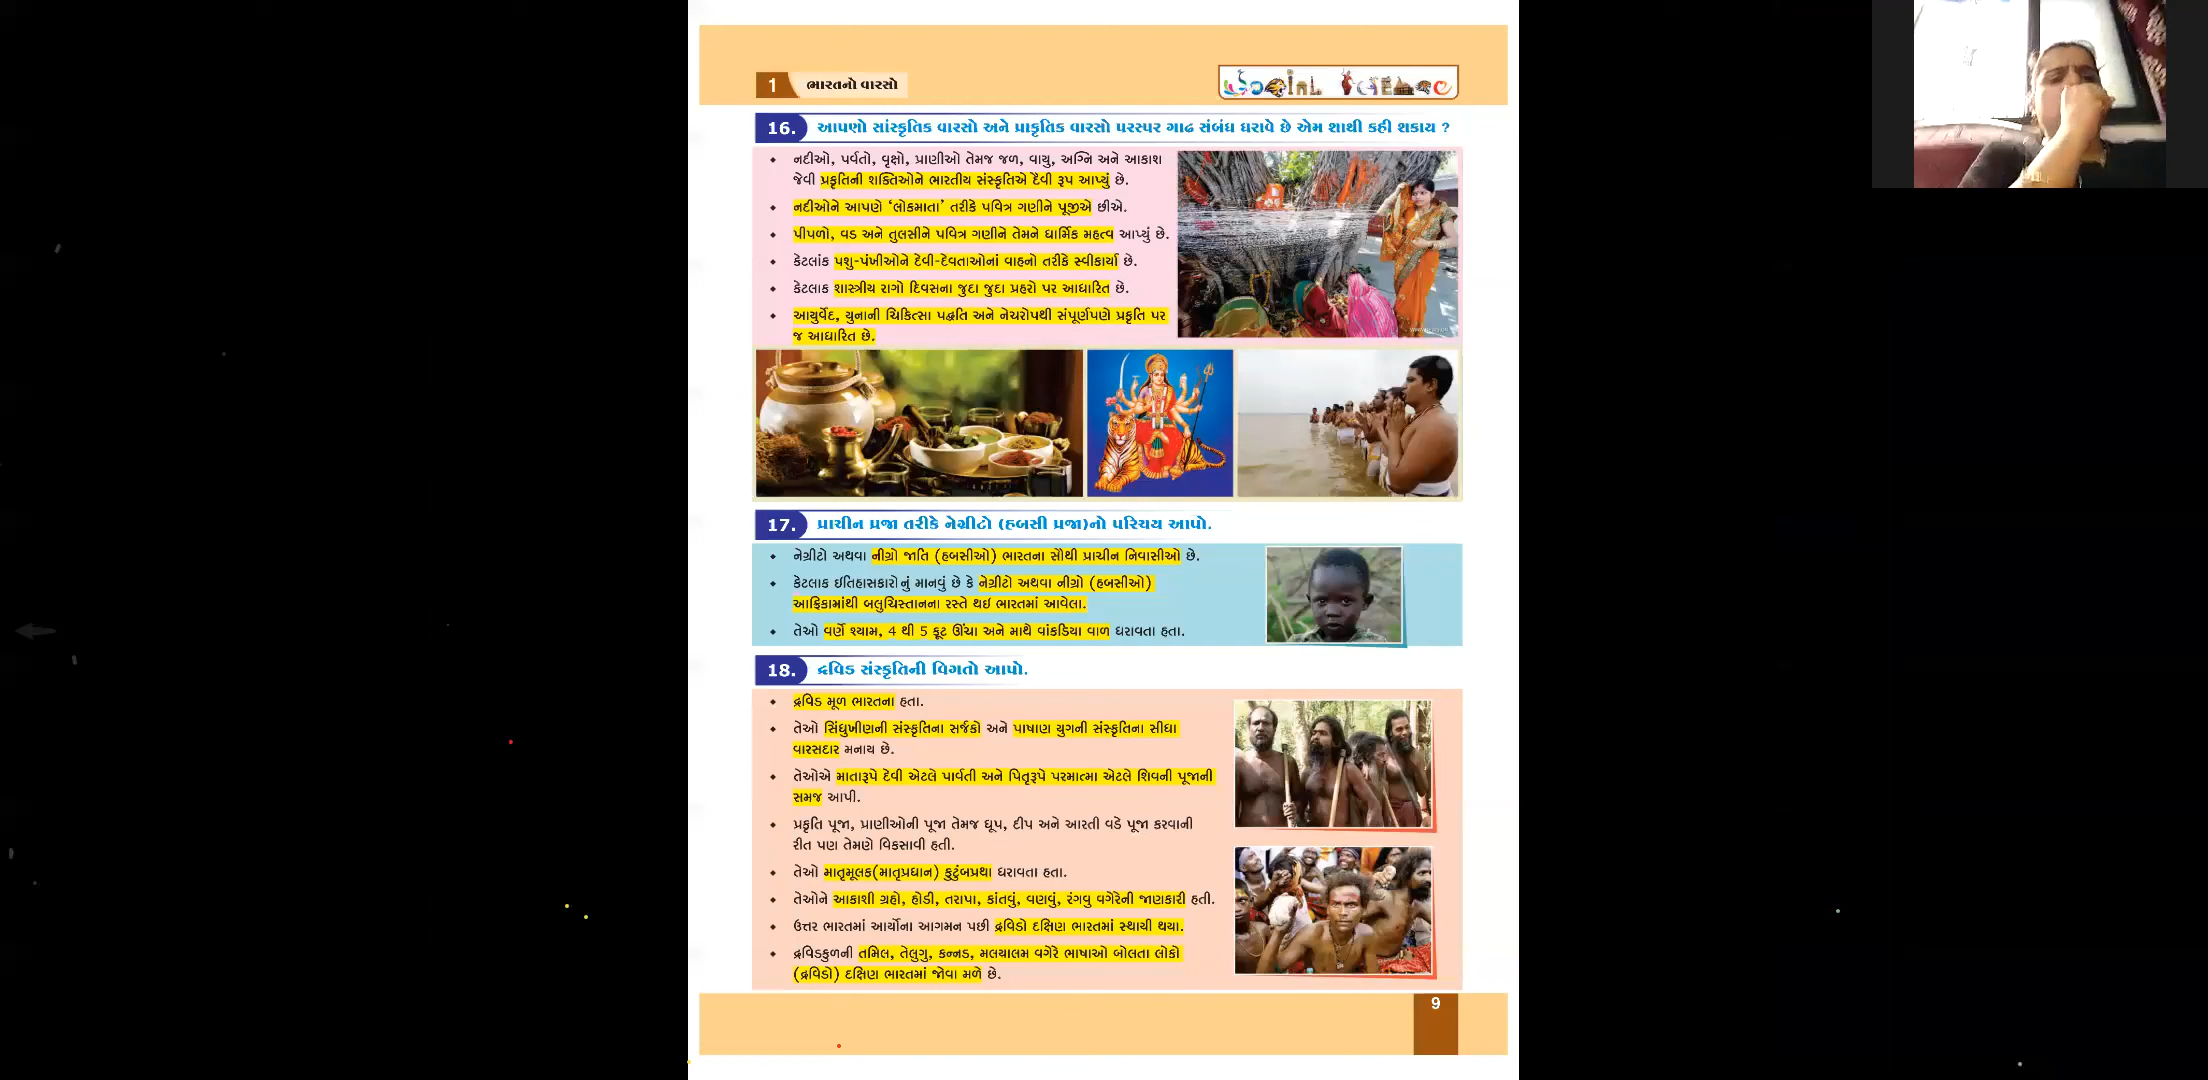 1 ભારતનો વારસો
Social Science
16. આપણો સાંસ્કૃતિક વારસો અને પ્રાકૃતિક વારસો પરસ્પર ગાઢ સંબંધ ધરાવે છે એમ શાથી કહી શકાય ?
• નદીઓ, પર્વતો, વૃક્ષો, પ્રાણીઓ તેમજ જળ, વાયુ, અગ્નિ અને આકાશ
જેવી પ્રકૃતિની શક્તિઓને ભારતીય સંસ્કૃતિએ દૈવી રૂપ આપ્યું છે.
• નદીઓને આપણે ‘લોકમાતા’ તરીકે પવિત્ર ગણીને પૂજીએ છીએ.
• પીપળો, વડ અને તુલસીને પવિત્ર ગણીને તેમને ધાર્મિક મહત્વ આપ્યું છે.
• કેટલાંક પશુ-પંખીઓને દેવી-દેવતાઓનાં વાહનો તરીકે સ્વીકાર્યા છે.
• કેટલાક શાસ્ત્રીય રાગો દિવસના જુદા જુદા પ્રહરો પર આધારિત છે.
• આયુર્વેદ, યુનાની ચિકિત્સા પદ્ધતિ અને નેચરોપથી સંપૂર્ણપણે પ્રકૃતિ પર
જ આધારિત છે.
17. પ્રાચીન પ્રજા તરીકે નેગ્રીટો (હબસી પ્રજા)નો પરિચય આપો.
• નેગ્રીટો અથવા નીગ્રો જાતિ (હબસીઓ) ભારતના સૌથી પ્રાચીન નિવાસીઓ છે.
• કેટલાક ઈતિહાસકારોનું માનવું છે કે નેગ્રીટો અથવા નીગ્રો (હબસીઓ)
આફ્રિકામાંથી બલુચિસ્તાનના રસ્તે થઈ ભારતમાં આવેલા.
• તેઓ વર્ણે શ્યામ, 4 થી 5 ફૂટ ઊંચા અને માથે વાંકડિયા વાળ ધરાવતા હતા.
18. દ્રવિડ સંસ્કૃતિની વિગતો આપો.
• દ્રવિડ મૂળ ભારતના હતા.
• તેઓ સિંધુખીણની સંસ્કૃતિના સર્જકો અને પાષાણ યુગની સંસ્કૃતિના સીધા
વારસદાર મનાય છે.
• તેઓએ માતારૂપે દેવી એટલે પાર્વતી અને પિતૃરૂપે પરમાત્મા એટલે શિવની પૂજાની
સમજ આપી.
• પ્રકૃતિ પૂજા, પ્રાણીઓની પૂજા તેમજ ધૂપ, દીપ અને આરતી વડે પૂજા કરવાની
રીત પણ તેમણે વિકસાવી હતી.
• તેઓ માતૃમૂલક(માતૃપ્રધાન) કુટુંબપ્રથા ધરાવતા હતા.
• તેઓને આકાશી ગ્રહો, હોડી, તરાપા, કાંતવું, વણવું, રંગવુ વગેરેની જાણકારી હતી.
• ઉત્તર ભારતમાં આર્યોના આગમન પછી દ્રવિડો દક્ષિણ ભારતમાં સ્થાયી થયા.
• દ્રવિડકુળની તમિલ, તેલુગુ, કન્નડ, મલયાલમ વગેરે ભાષાઓ બોલતા લોકો
(દ્રવિડો) દક્ષિણ ભારતમાં જોવા મળે છે.
9